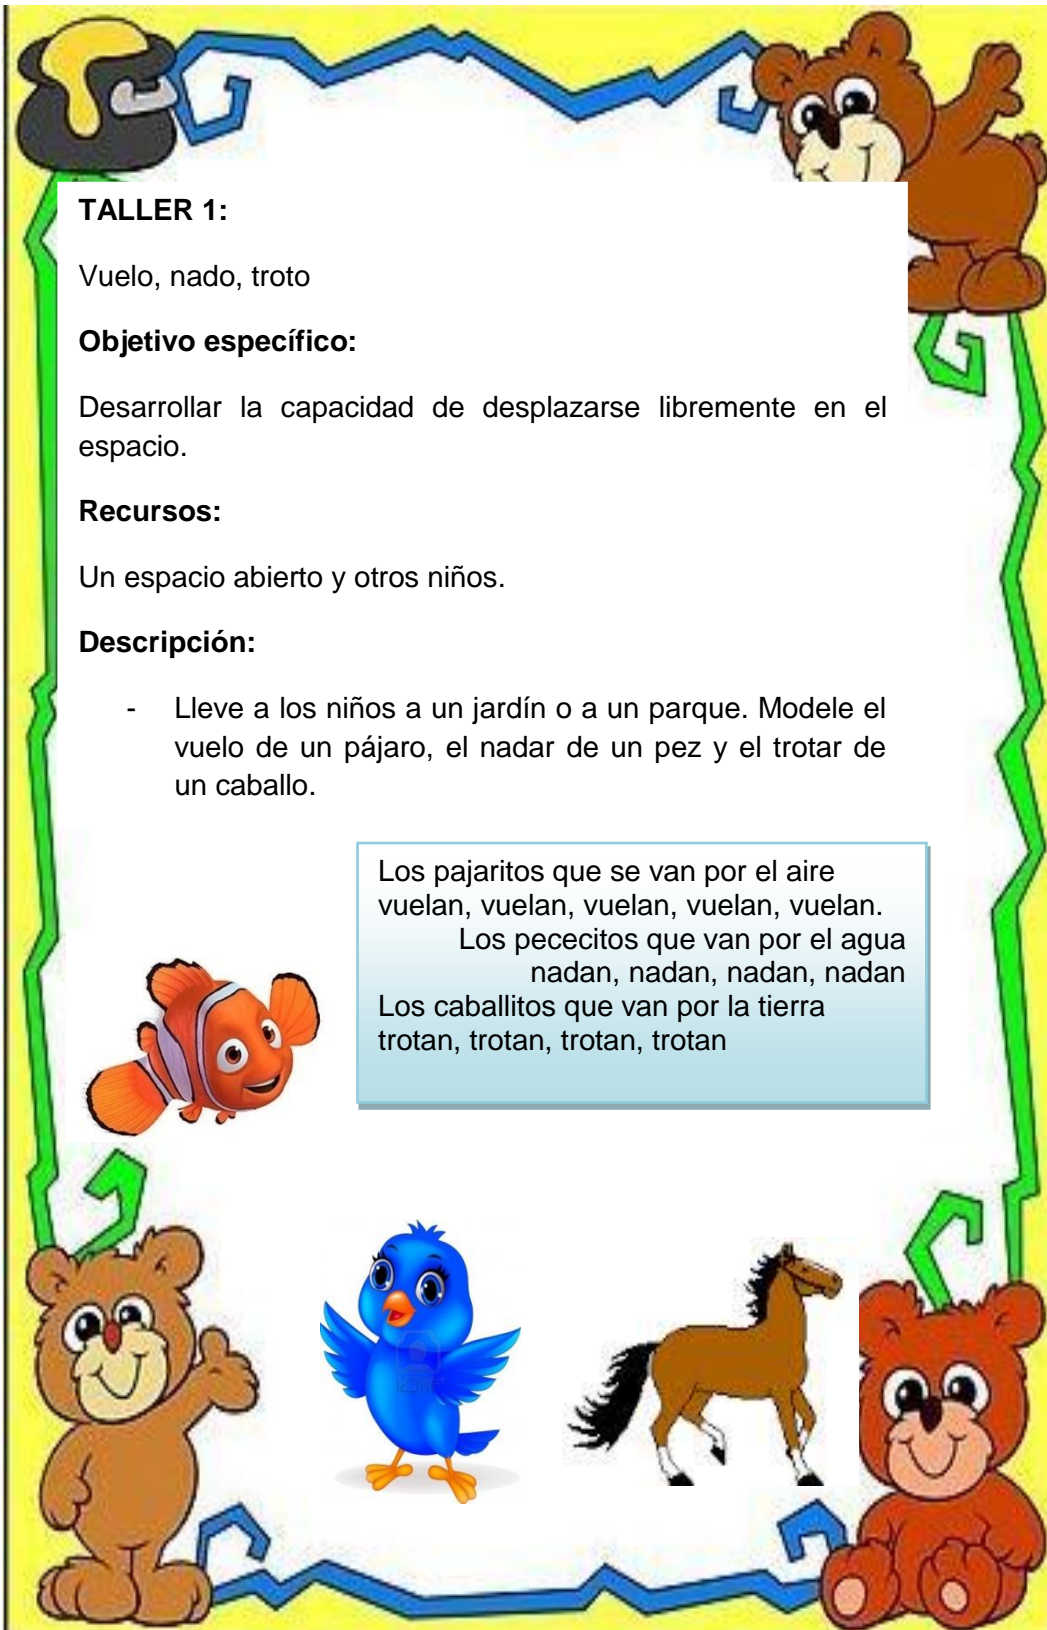 TALLER 1:
Vuelo, nado, troto
Objetivo específico:
Desarrollar la capacidad de desplazarse libremente en el
espacio.
Recursos:
Un espacio abierto y otros niños.
Descripción:
- Lleve a los niños a un jardín o a un parque. Modele el
vuelo de un pájaro, el nadar de un pez y el trotar de
un caballo.
Los pajaritos que se van por el aire
vuelan, vuelan, vuelan, vuelan, vuelan.
Los pececitos que van por el agua
nadan, nadan, nadan, nadan
Los caballitos que van por la tierra
trotan, trotan, trotan, trotan